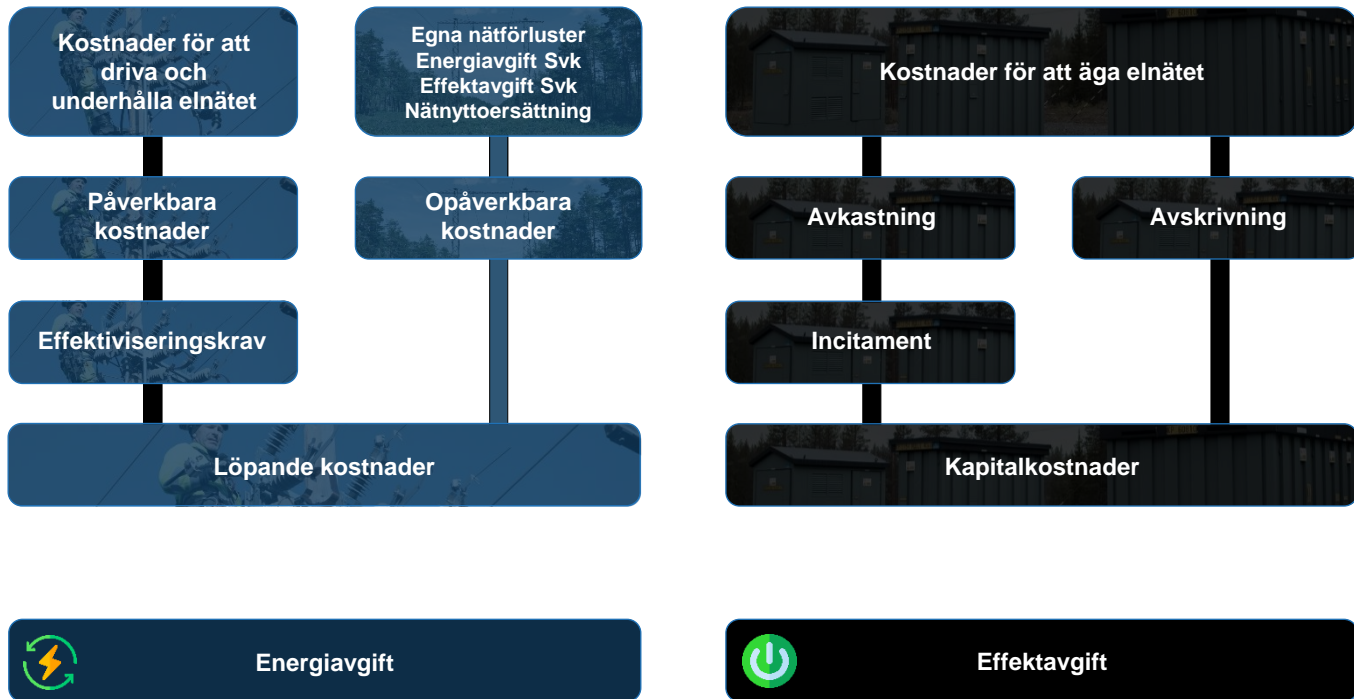 Kostnader för att
driva och
underhålla elnätet
Egna nätförluster
Energiavgift Svk
Effektavgift Svk
Nätnyttoersättning
Kostnader för att äga elnätet
Påverkbara
kostnader
Opåverkbara
kostnader
Avkastning
Avskrivning
Effektiviseringskrav
Incitament
Löpande kostnader
Kapitalkostnader
Energiavgift
Effektavgift